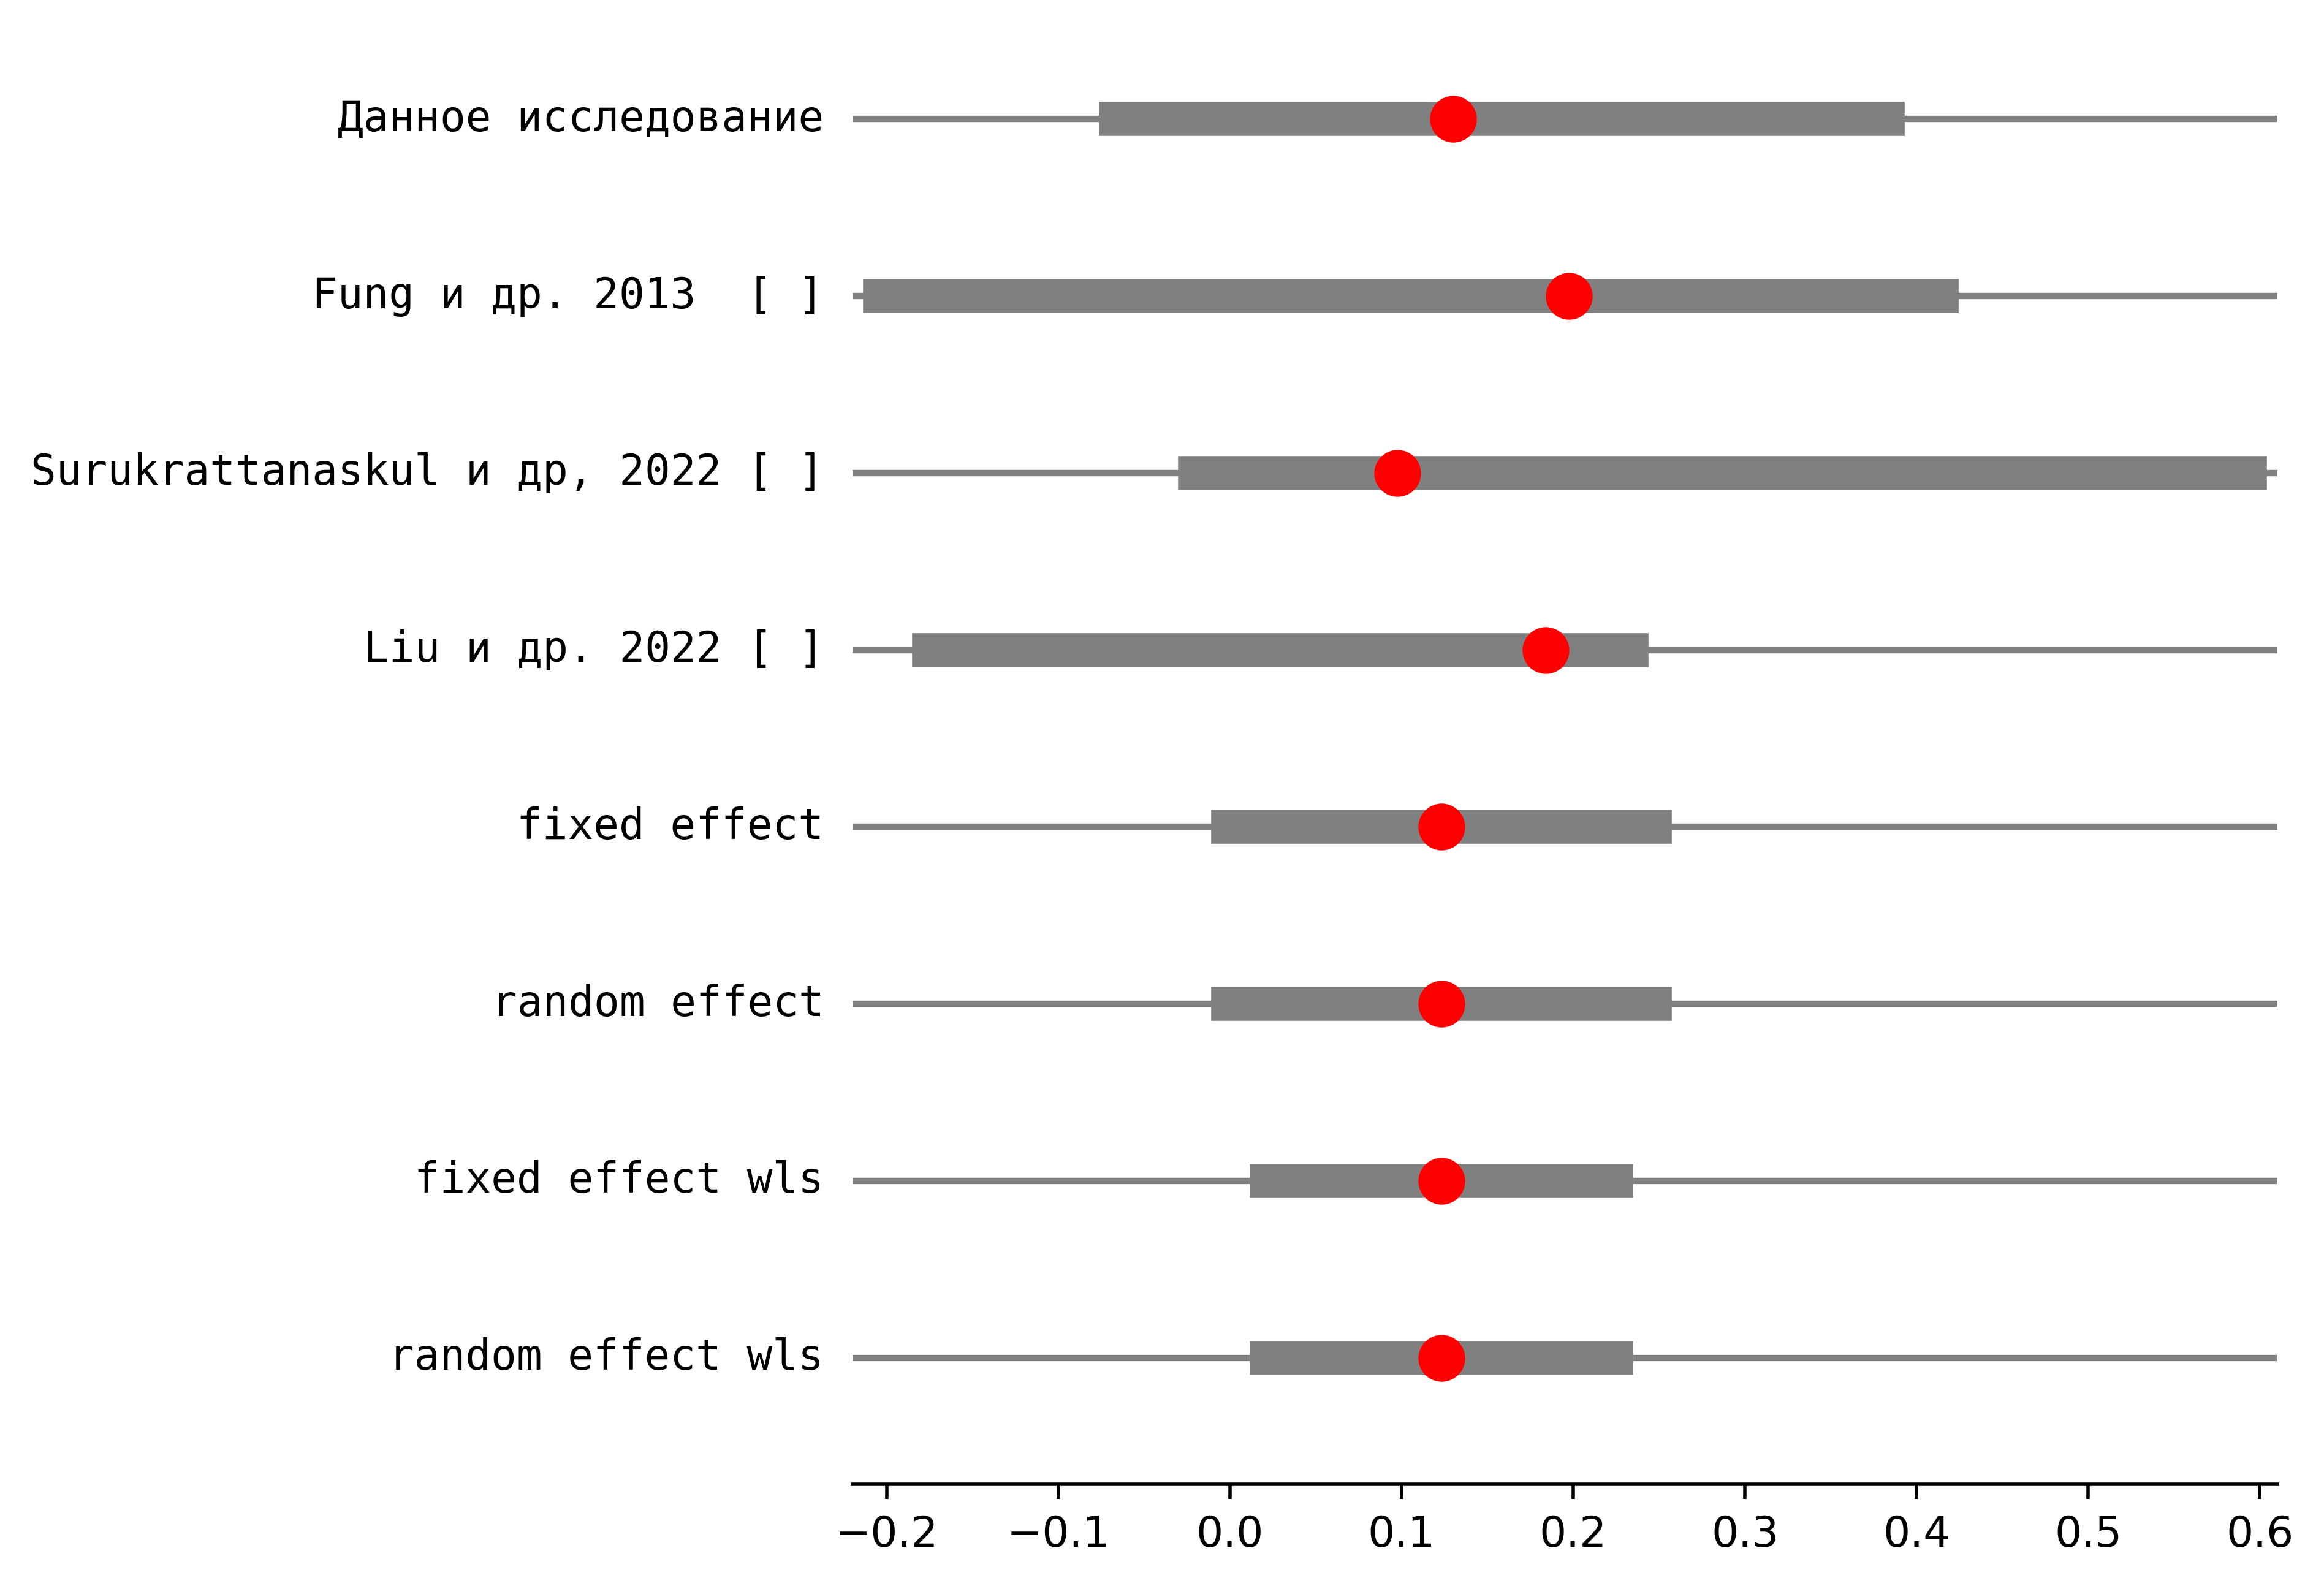 Данное исследование
Fung и др. 2013  [ ]
Surukrattanaskul и др, 2022 [ ]
Liu и др. 2022 [ ]
fixed effect
random effect
fixed effect wls
random effect wls
−0.2 −0.1 0.0 0.1 0.2 0.3 0.4 0.5 0.6